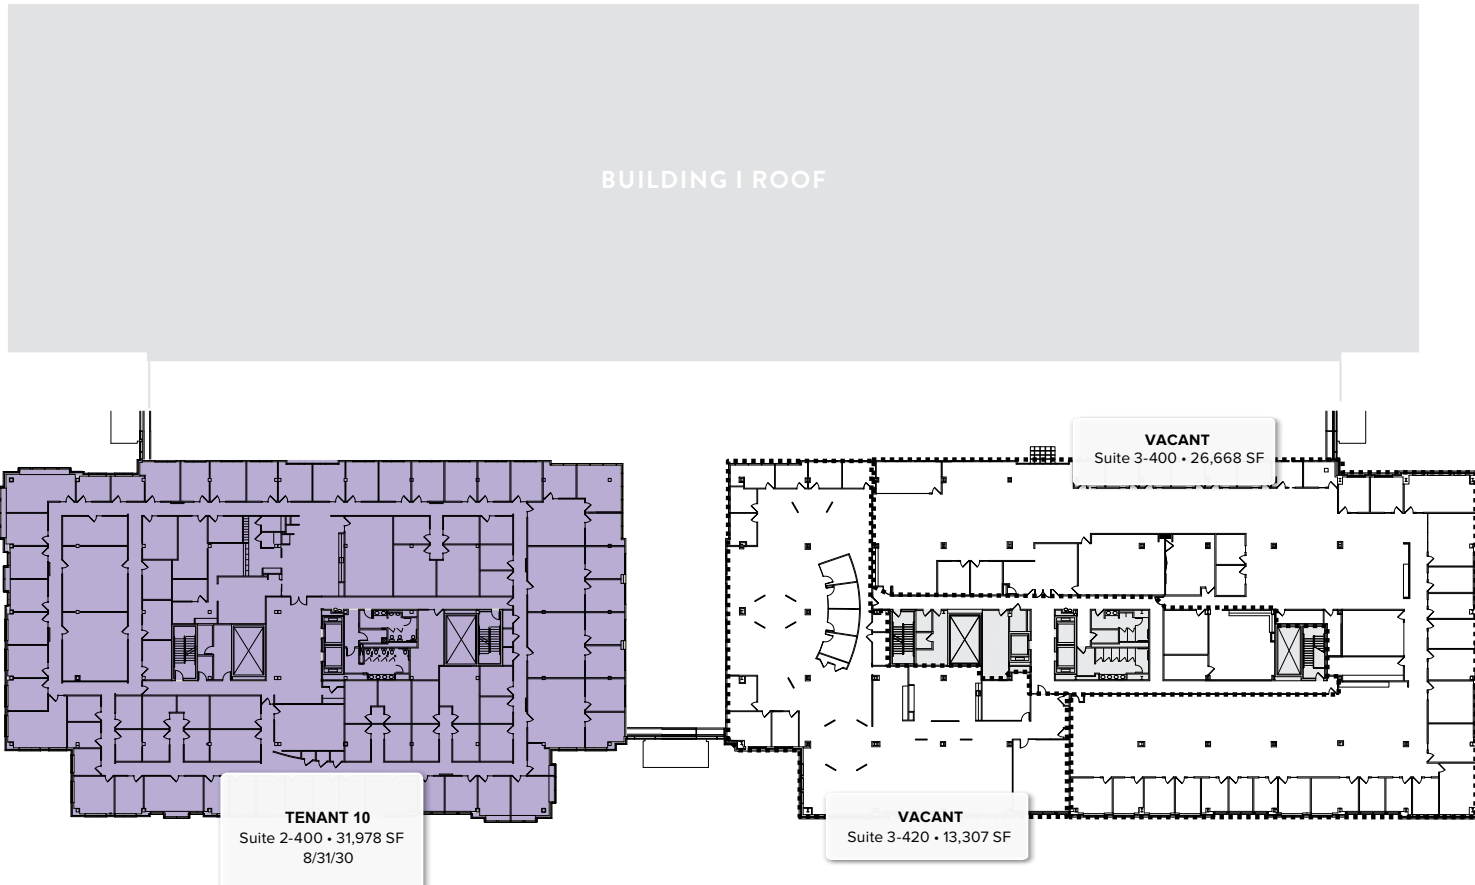 BUILDING I ROOF
VACANT
Suite 3-400 • 26,668 SF
TENANT 10
Suite 2-400 • 31,978 SF
8/31/30
VACANT
Suite 3-420 • 13,307 SF